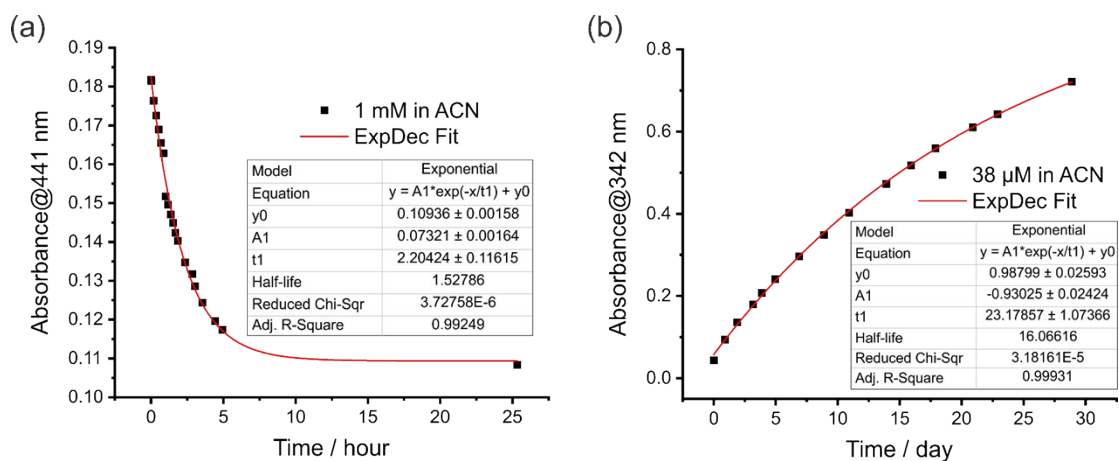 (a)
0.19
0.18
0.17
0.16
0.15
0.14
0.13
0.12
0.11
0.10
Absorbance@441 nm
1 mM in ACN
ExpDec Fit
Model Exponential
Equation y = A1*exp(-x/t1) + y0
y0 0.10936 ± 0.00158
A1 0.07321 ± 0.00164
t1 2.20424 ± 0.11615
Half-life 1.52786
Reduced Chi-Sqr 3.72758E-6
Adj. R-Square 0.99249
0 5 10 15 20 25
Time / hour
(b)
0.8
0.6
0.4
0.2
0.0
Absorbance@342 nm
38 µM in ACN
ExpDec Fit
Model Exponential
Equation y = A1*exp(-x/t1) + y0
y0 0.98799 ± 0.02593
A1 -0.93025 ± 0.02424
t1 23.17857 ± 1.07366
Half-life 16.06616
Reduced Chi-Sqr 3.18161E-5
Adj. R-Square 0.99931
0 5 10 15 20 25 30
Time / day